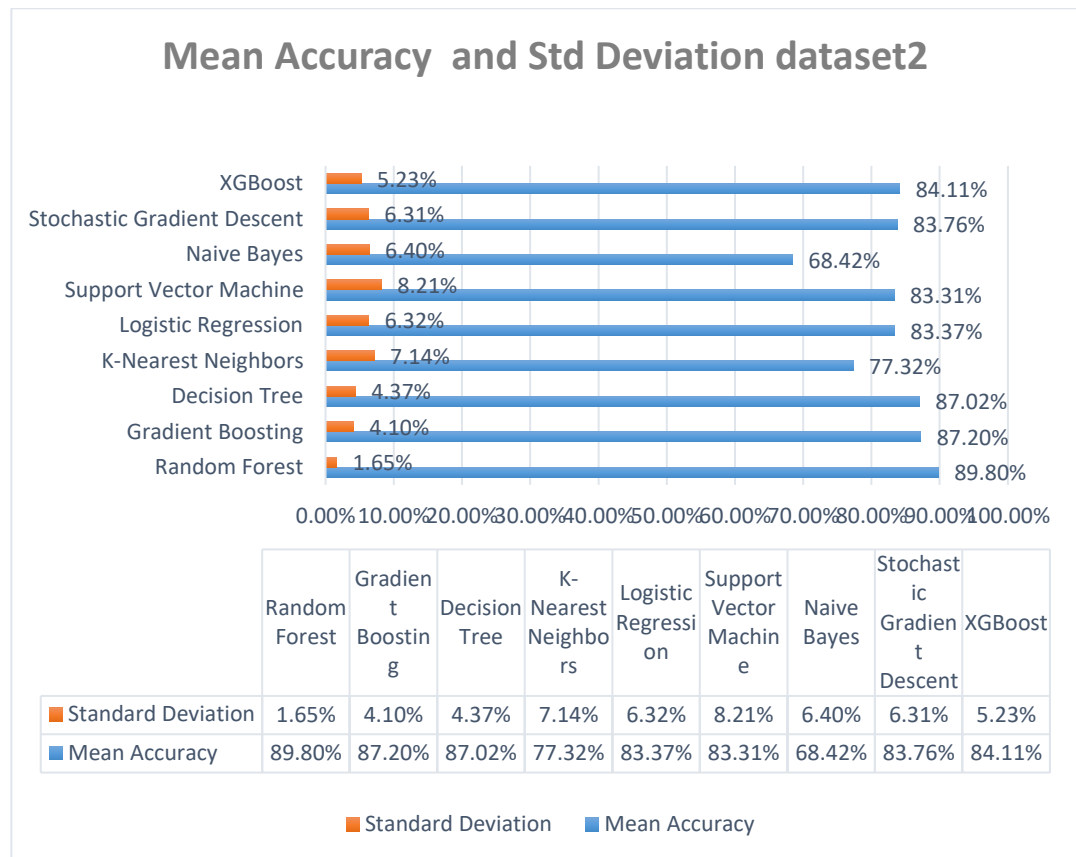 Mean Accuracy and Std Deviation dataset2
XGBoost 5.23% 84.11%
Stochastic Gradient Descent 6.31% 83.76%
Naive Bayes 6.40% 68.42%
Support Vector Machine 8.21% 83.31%
Logistic Regression 6.32% 83.37%
K-Nearest Neighbors 7.14% 77.32%
Decision Tree 4.37% 87.02%
Gradient Boosting 4.10% 87.20%
Random Forest 1.65% 89.80%
0.00% 10.00% 20.00% 30.00% 40.00% 50.00% 60.00% 70.00% 80.00% 90.00% 100.00%
Random
Forest
Gradien
t
Boostin
g
Decision
Tree
K-
Nearest
Neighbo
rs
Logistic
Regressi
on
Support
Vector
Machin
e
Naive
Bayes
Stochast
ic
Gradien
t
Descent
XGBoost
Standard Deviation 1.65% 4.10% 4.37% 7.14% 6.32% 8.21% 6.40% 6.31% 5.23%
Mean Accuracy 89.80% 87.20% 87.02% 77.32% 83.37% 83.31% 68.42% 83.76% 84.11%
Standard Deviation Mean Accuracy